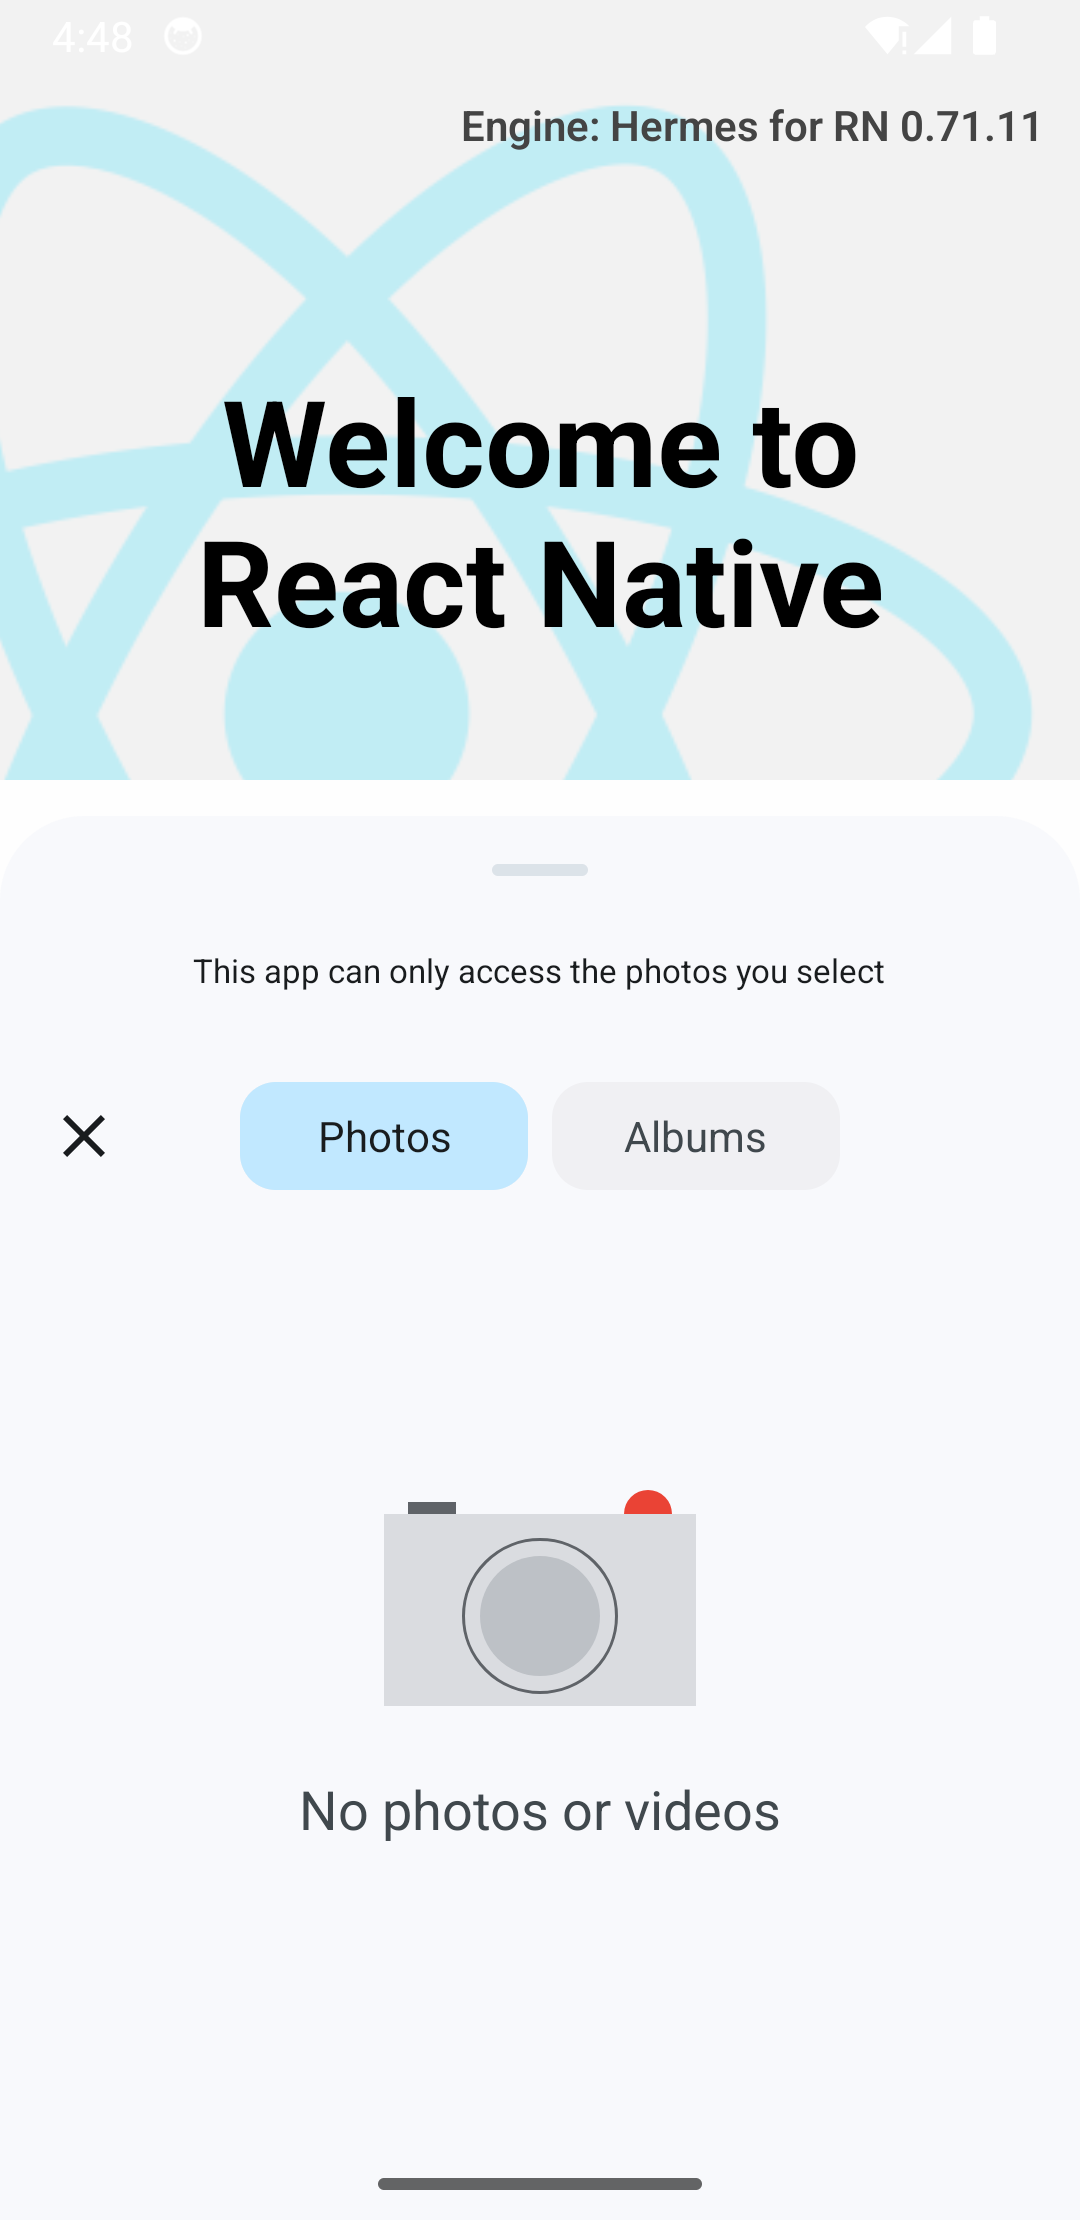 4:48
Engine: Hermes for RN 0.71.11
Welcome to
React Native
This app can only access the photos you select
Photos
Albums
No photos or videos